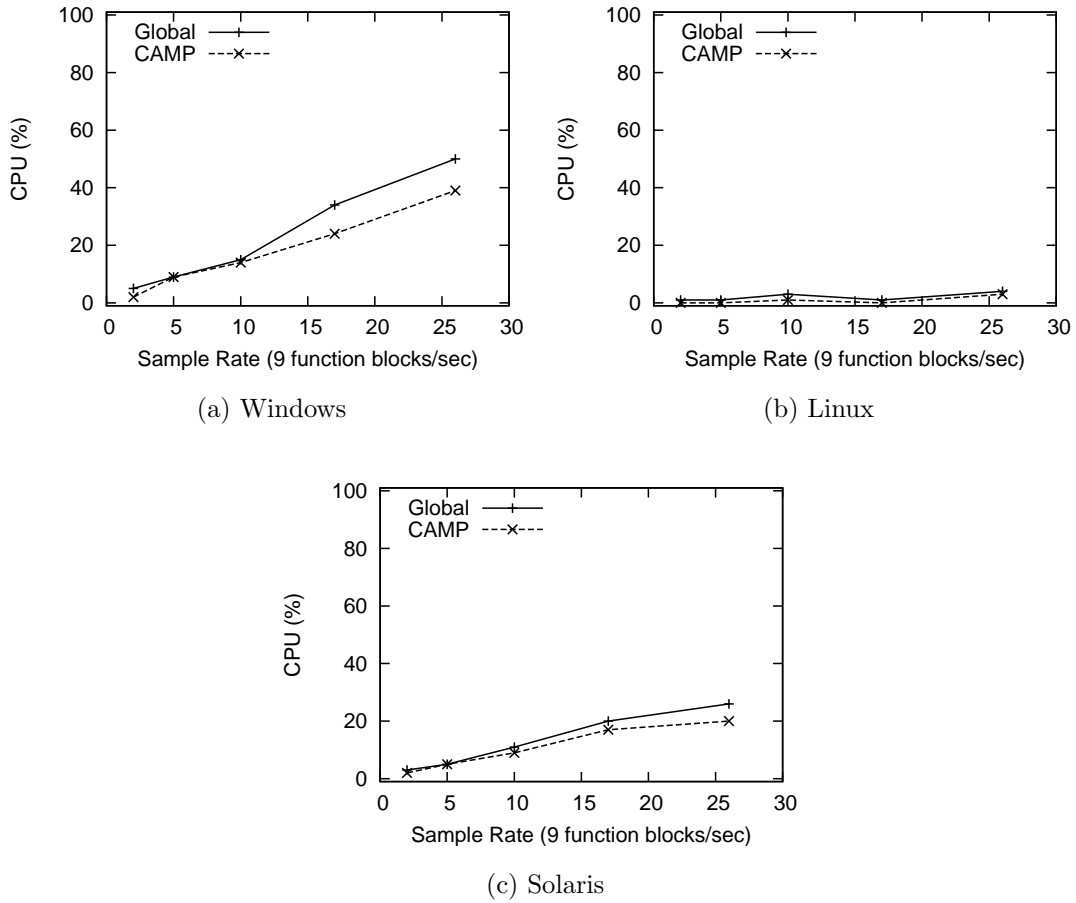 100
80
60
40
20
0
CPU (%)
Global
CAMP
0 5 10 15 20 25 30
Sample Rate (9 function blocks/sec)
(a) Windows
100
80
60
40
20
0
CPU (%)
Global
CAMP
0 5 10 15 20 25 30
Sample Rate (9 function blocks/sec)
(b) Linux
100
80
60
40
20
0
CPU (%)
Global
CAMP
0 5 10 15 20 25 30
Sample Rate (9 function blocks/sec)
(c) Solaris